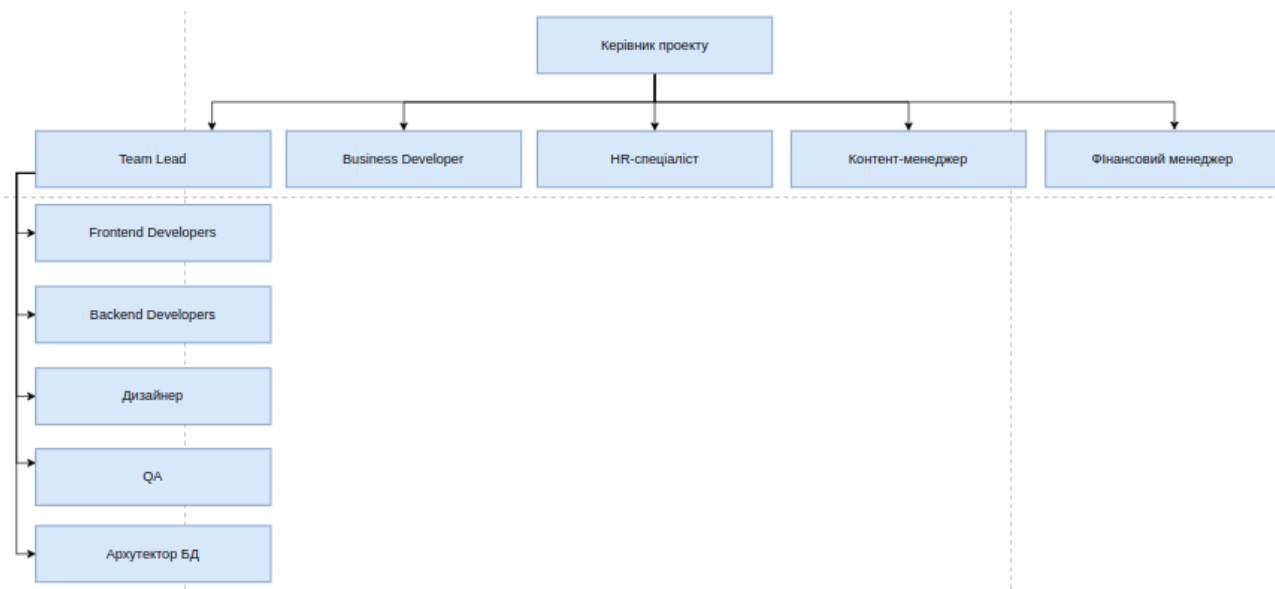 Керівник проекту
Team Lead
Business Developer
HR-спеціаліст
Контент-менеджер
ФІнансовий менеджер
Frontend Developers
Backend Developers
Дизайнер
QA
Архутектор БД